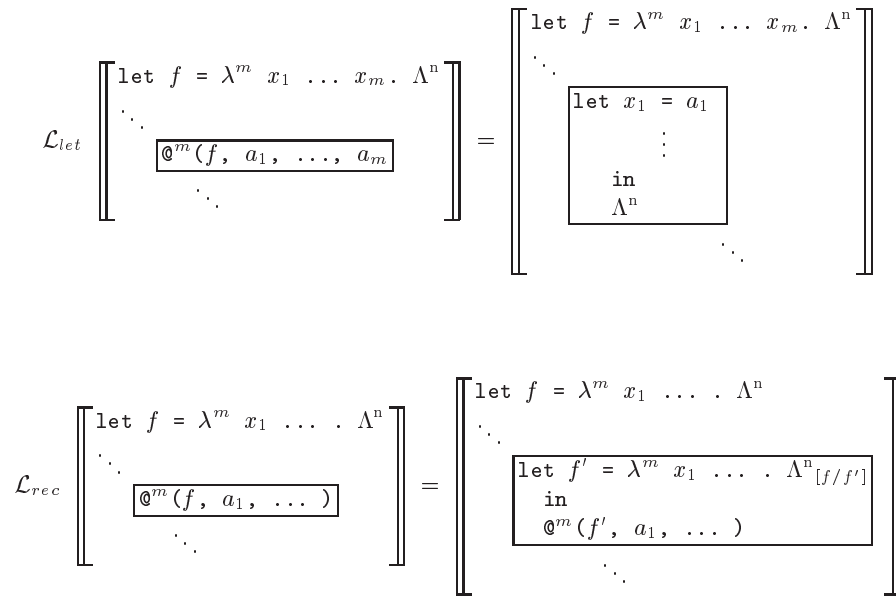 let f = λ^m x_1 ... x_m. Λ^n
⋱
let x_1 = a_1
⋮
in
Λ^n
⋱
ℒ_let ⟦ let f = λ^m x_1 ... x_m. Λ^n
⋱
@^m(f, a_1, ..., a_m
⋱ ⟧ =
let f = λ^m x_1 ... . Λ^n
⋱
let f' = λ^m x_1 ... . Λ^n_[f/f']
in
@^m(f', a_1, ... )
⋱
ℒ_rec ⟦ let f = λ^m x_1 ... . Λ^n
⋱
@^m(f, a_1, ... )
⋱ ⟧ =